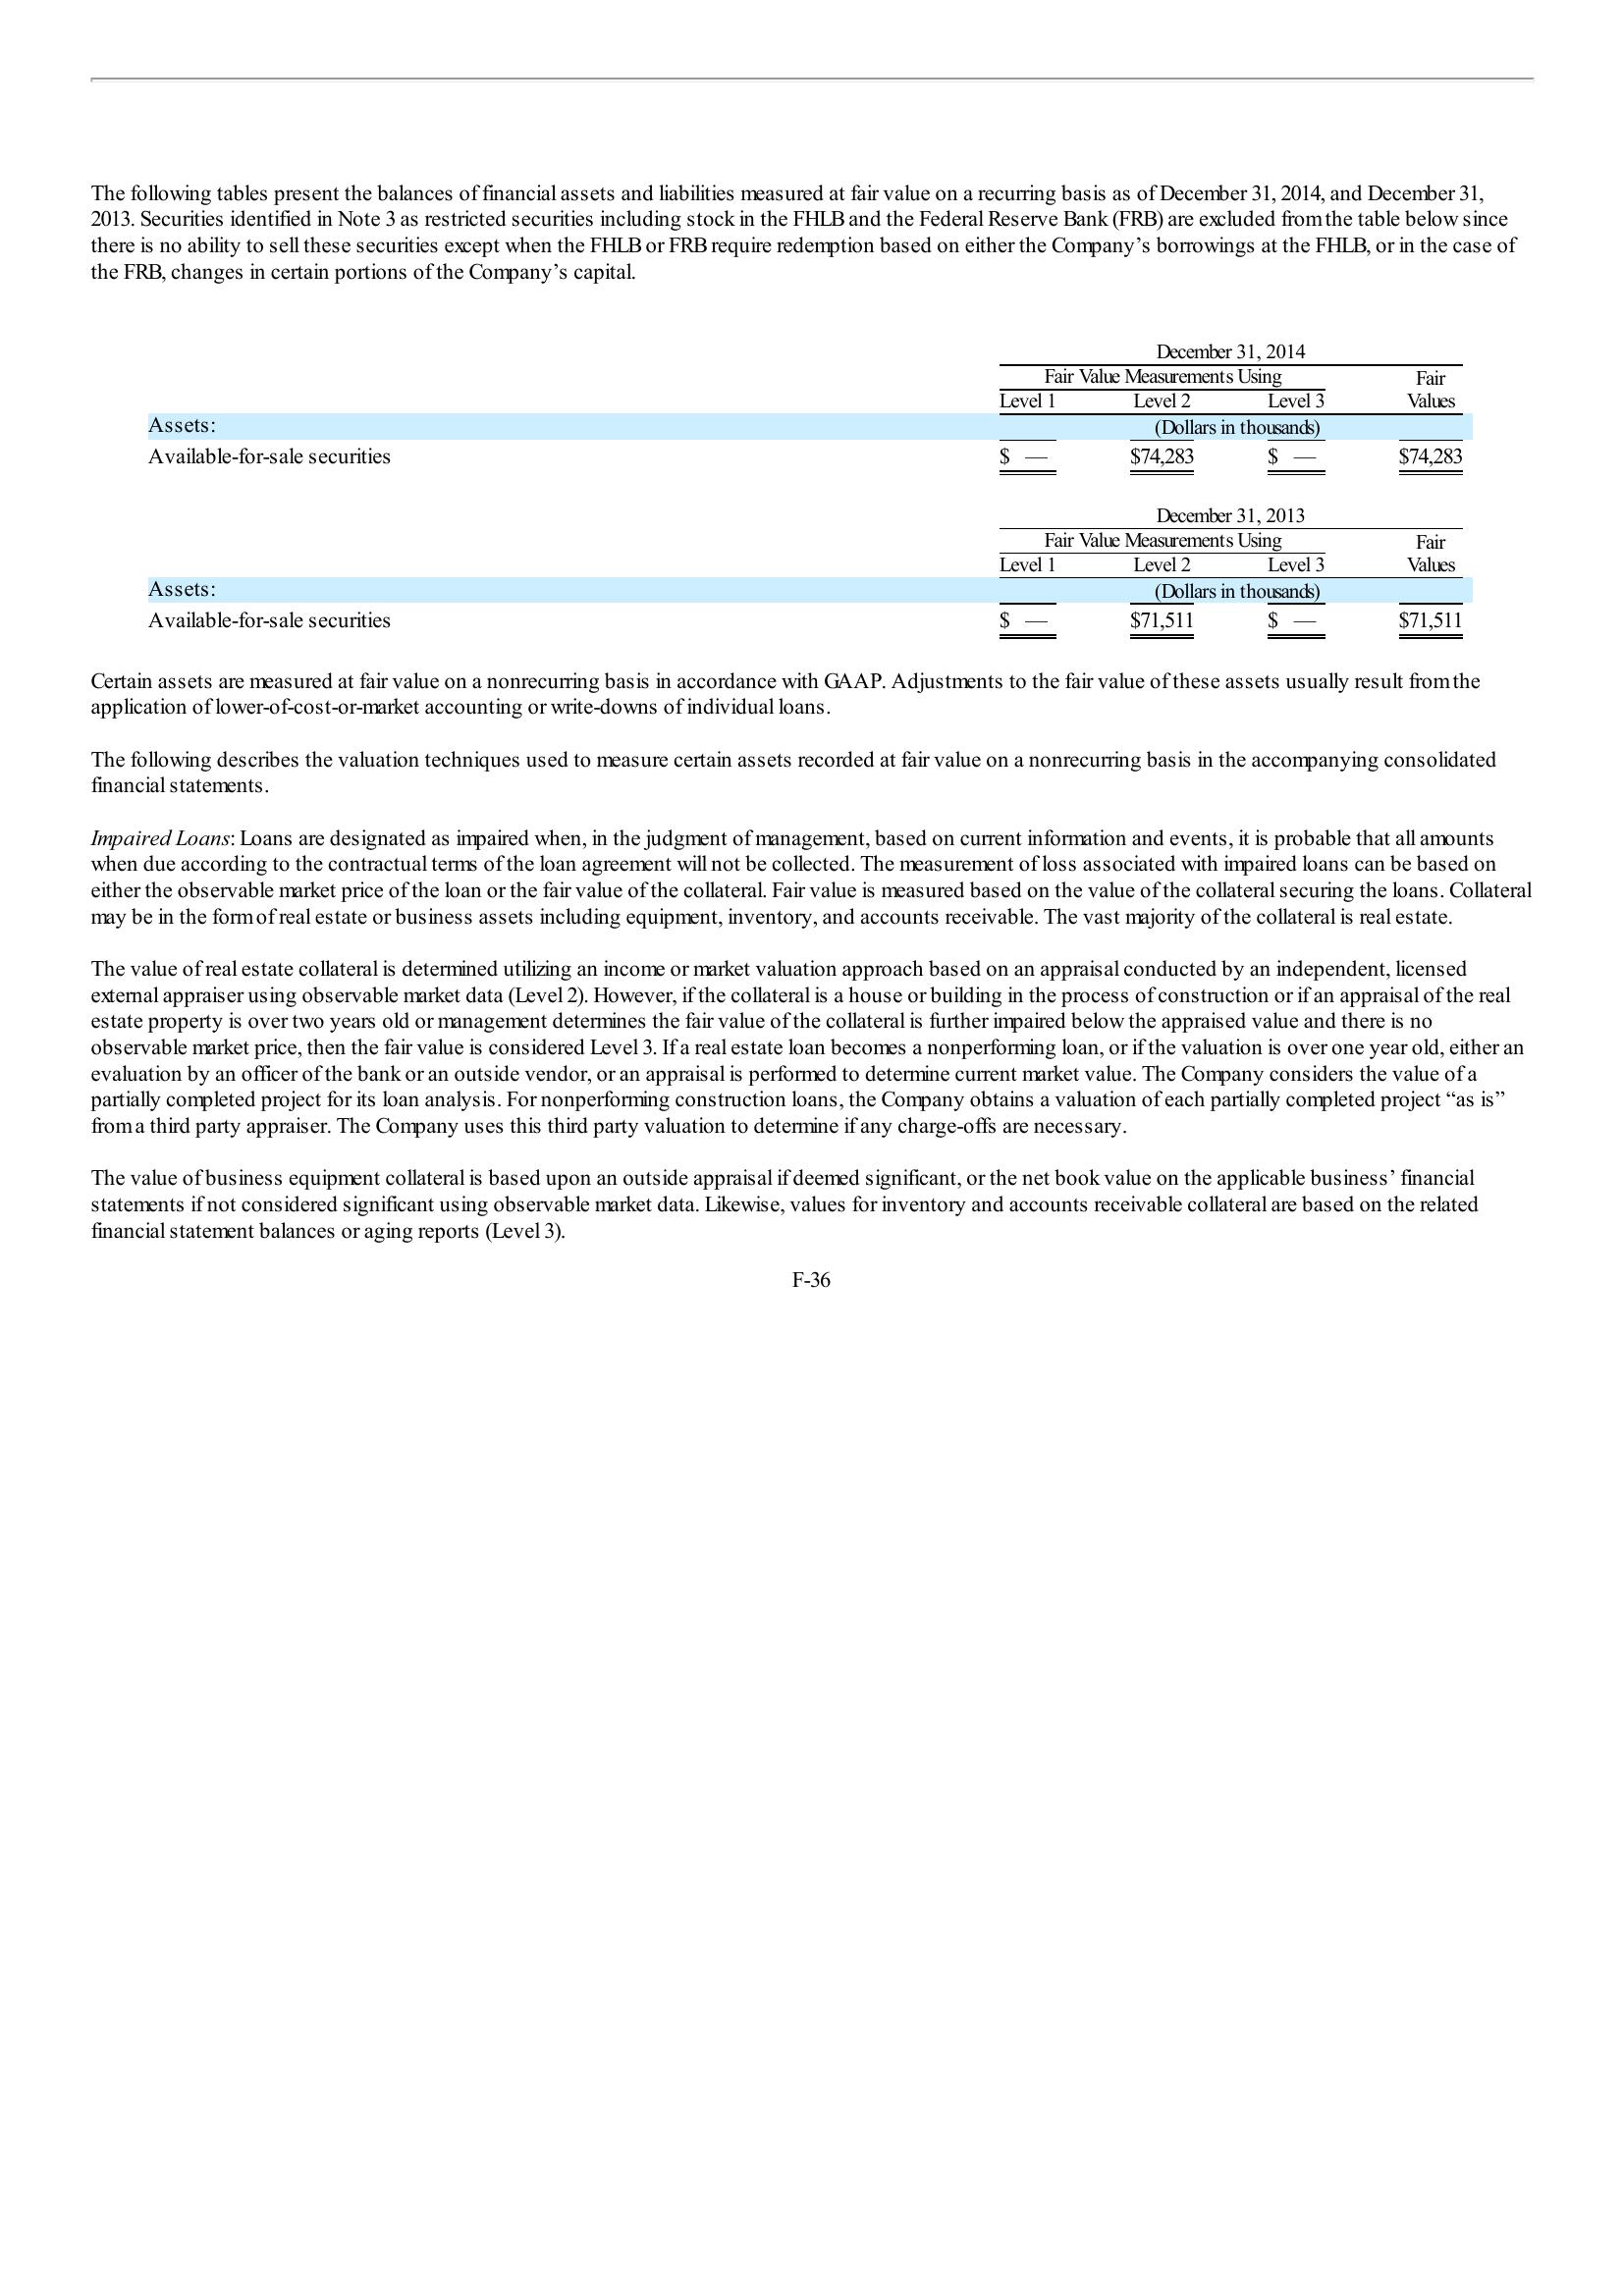 The following tables present the balances of financial assets and liabilities measured at fair value on a recurring basis as of December 31, 2014, and December 31,
2013. Securities identified in Note 3 as restricted securities including stock in the FHLB and the Federal Reserve Bank (FRB) are excluded from the table below since
there is no ability to sell these securities except when the FHLB or FRB require redemption based on either the Company’s borrowings at the FHLB, or in the case of
the FRB, changes in certain portions of the Company’s capital.
December 31, 2014
Fair Value Measurements Using Fair
Level 1 Level 2 Level 3 Values
Assets: (Dollars in thousands)
Available-for-sale securities $ — $74,283 $ — $74,283
December 31, 2013
Fair Value Measurements Using Fair
Level 1 Level 2 Level 3 Values
Assets: (Dollars in thousands)
Available-for-sale securities $ — $71,511 $ — $71,511
Certain assets are measured at fair value on a nonrecurring basis in accordance with GAAP. Adjustments to the fair value of these assets usually result from the
application of lower-of-cost-or-market accounting or write-downs of individual loans.
The following describes the valuation techniques used to measure certain assets recorded at fair value on a nonrecurring basis in the accompanying consolidated
financial statements.
Impaired Loans: Loans are designated as impaired when, in the judgment of management, based on current information and events, it is probable that all amounts
when due according to the contractual terms of the loan agreement will not be collected. The measurement of loss associated with impaired loans can be based on
either the observable market price of the loan or the fair value of the collateral. Fair value is measured based on the value of the collateral securing the loans. Collateral
may be in the form of real estate or business assets including equipment, inventory, and accounts receivable. The vast majority of the collateral is real estate.
The value of real estate collateral is determined utilizing an income or market valuation approach based on an appraisal conducted by an independent, licensed
external appraiser using observable market data (Level 2). However, if the collateral is a house or building in the process of construction or if an appraisal of the real
estate property is over two years old or management determines the fair value of the collateral is further impaired below the appraised value and there is no
observable market price, then the fair value is considered Level 3. If a real estate loan becomes a nonperforming loan, or if the valuation is over one year old, either an
evaluation by an officer of the bank or an outside vendor, or an appraisal is performed to determine current market value. The Company considers the value of a
partially completed project for its loan analysis. For nonperforming construction loans, the Company obtains a valuation of each partially completed project “as is”
from a third party appraiser. The Company uses this third party valuation to determine if any charge-offs are necessary.
The value of business equipment collateral is based upon an outside appraisal if deemed significant, or the net book value on the applicable business’ financial
statements if not considered significant using observable market data. Likewise, values for inventory and accounts receivable collateral are based on the related
financial statement balances or aging reports (Level 3).
F-36